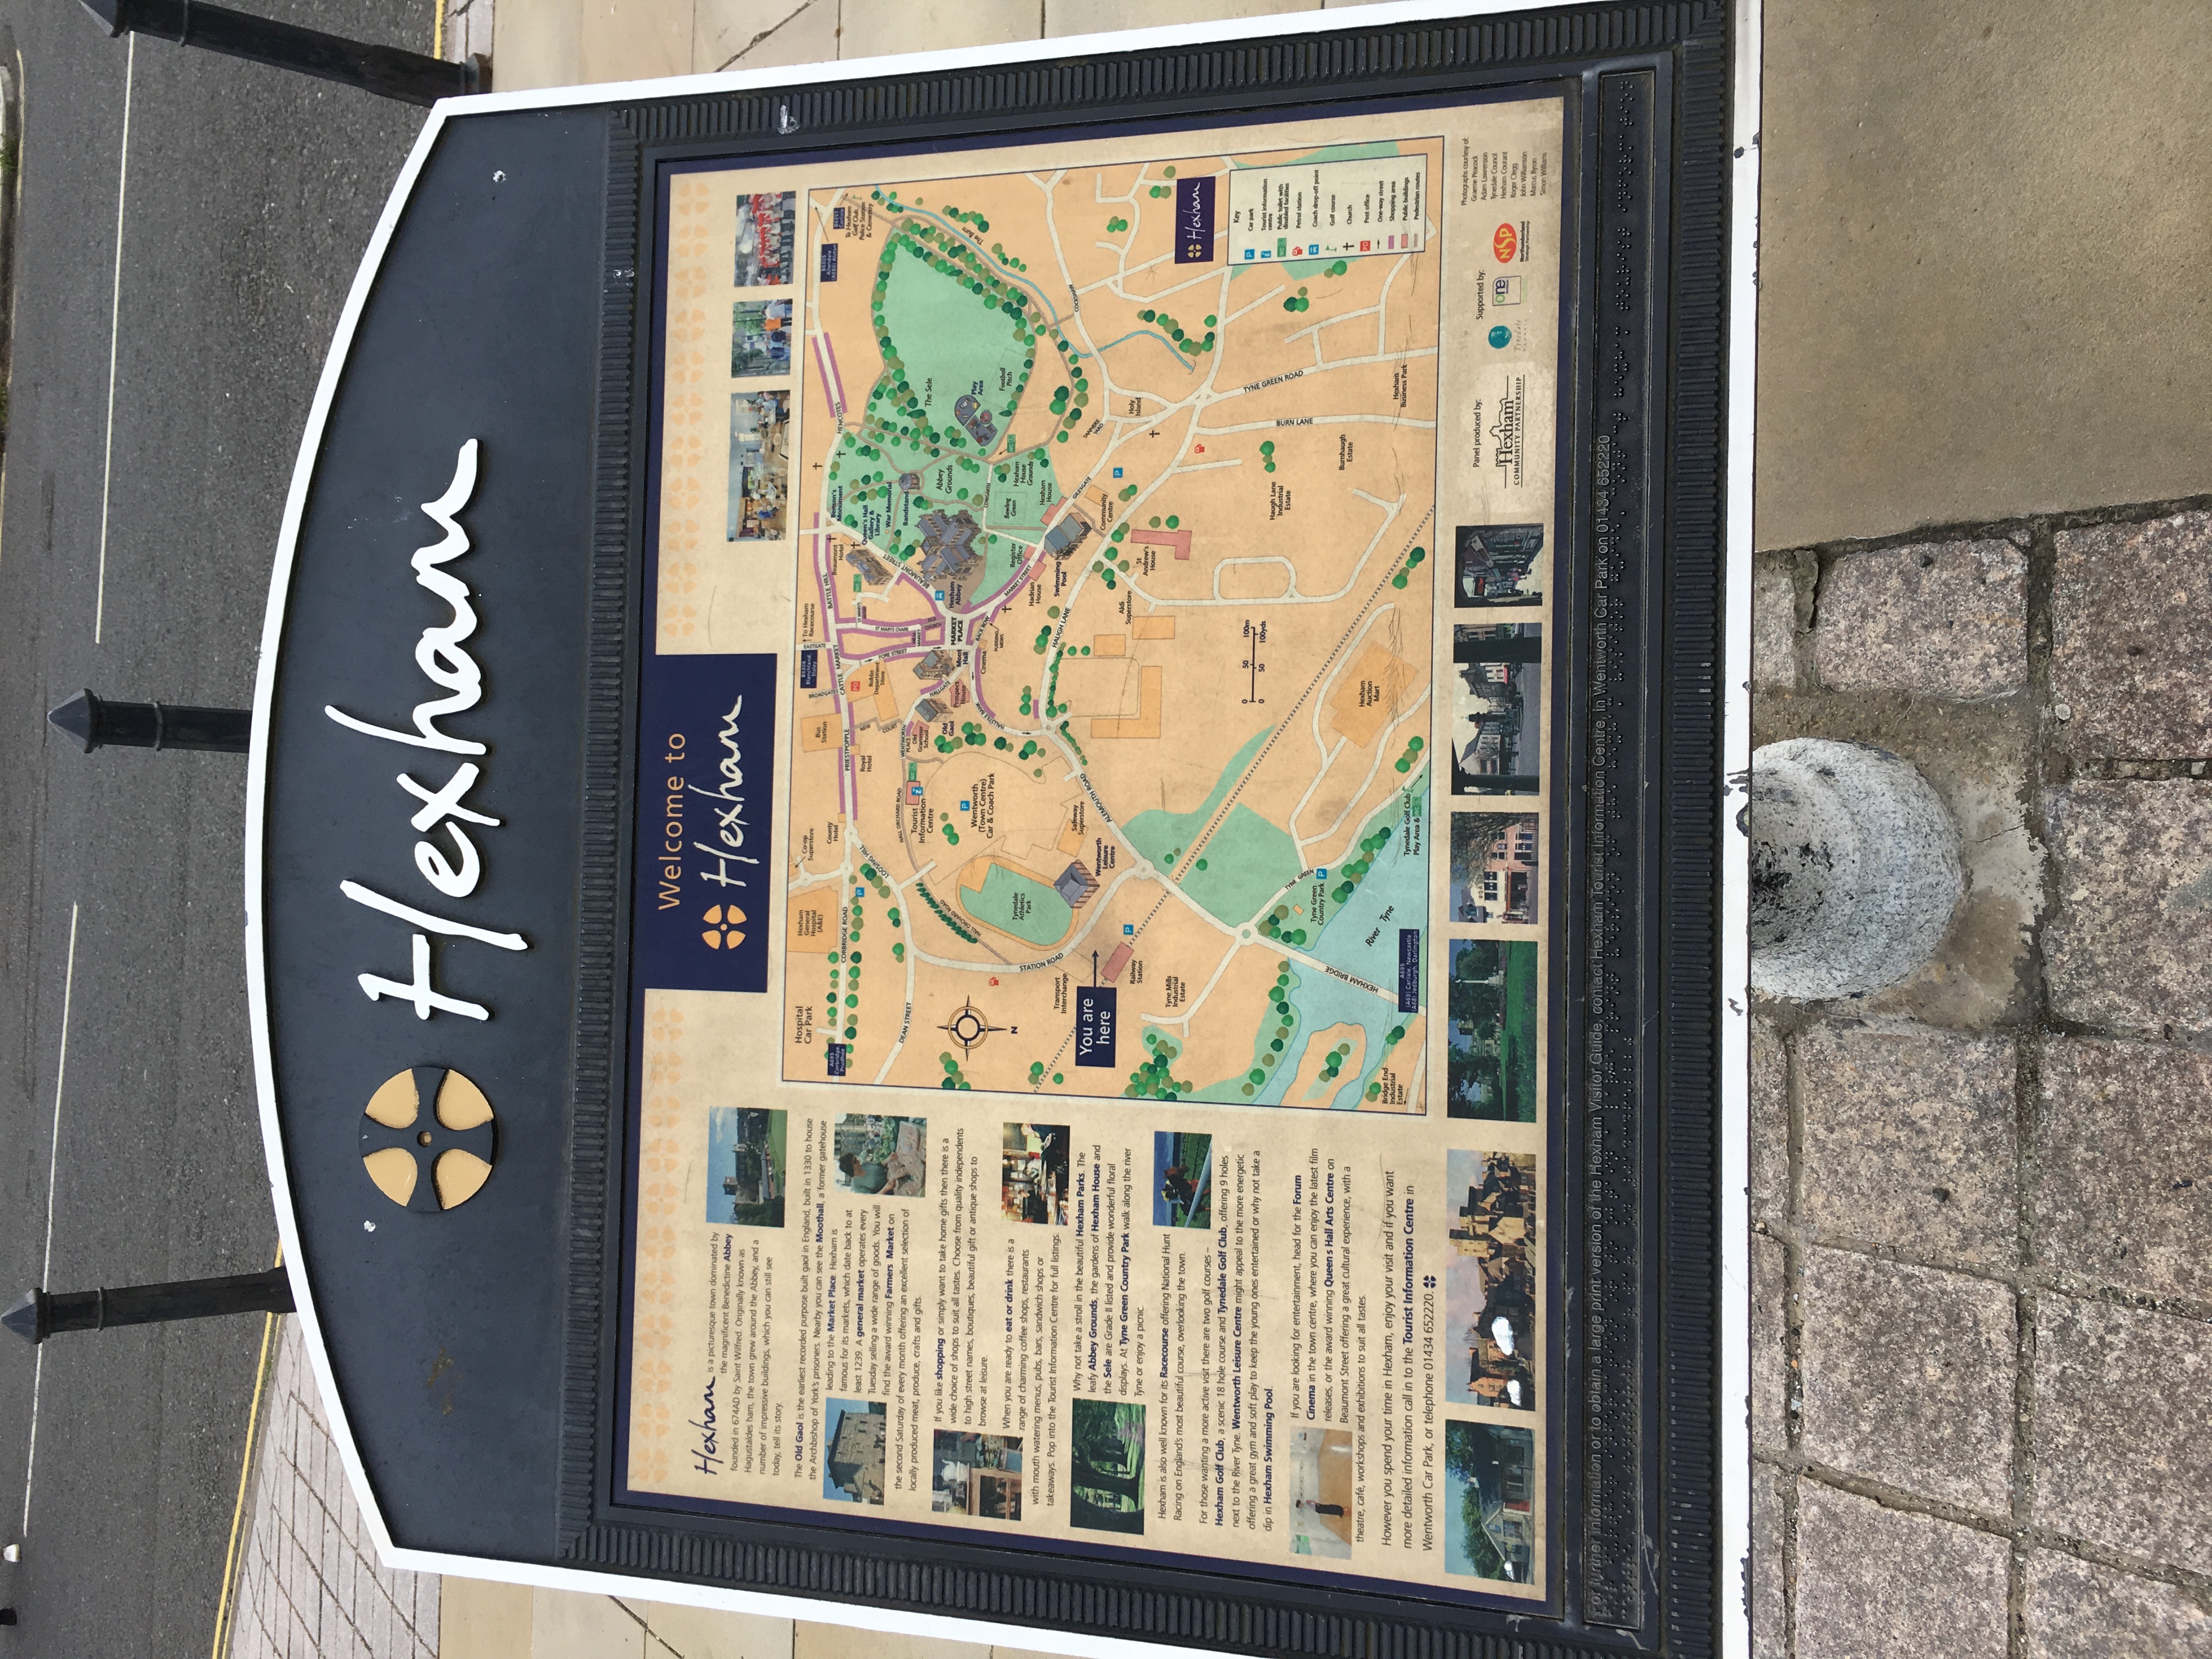 Hexham
Welcome to
Hexham
Hexham is a picturesque town dominated by
the magnificent Benedictine Abbey
founded in 674AD by Saint Wilfred. Originally known as
Hagustaldes ham, the town grew around the Abbey, and a
number of impressive buildings, which you can still see
today, tell its story.
The Old Gaol is the earliest recorded purpose built gaol in England, built in 1330 to house
the Archbishop of York's prisoners. Nearby you can see the Moothall, a former gatehouse
leading to the Market Place. Hexham is
famous for its markets, which date back to at
least 1239. A general market operates every
Tuesday selling a wide range of goods. You will
find the award winning Farmers Market on
the second Saturday of every month offering an excellent selection of
locally produced meat, produce, crafts and gifts.
If you like shopping or simply want to take home gifts then there is a
wide choice of shops to suit all tastes. Choose from quality independents
to high street names, boutiques, beautiful gift or antique shops to
browse at leisure.
When you are ready to eat or drink there is a
range of charming coffee shops, restaurants
with mouth watering menus, pubs, bars, sandwich shops or
takeaways. Pop into the Tourist Information Centre for full listings.
Why not take a stroll in the beautiful Hexham Parks. The
leafy Abbey Grounds, the gardens of Hexham House and
the Sele are Grade II listed and provide wonderful floral
displays. At Tyne Green Country Park walk along the river
Tyne or enjoy a picnic.
Hexham is also well known for its Racecourse offering National Hunt
Racing on England's most beautiful course, overlooking the town.
For those wanting a more active visit there are two golf courses –
Hexham Golf Club, a scenic 18 hole course and Tynedale Golf Club, offering 9 holes
next to the River Tyne. Wentworth Leisure Centre might appeal to the more energetic
offering a great gym and soft play to keep the young ones entertained or why not take a
dip in Hexham Swimming Pool.
If you are looking for entertainment, head for the Forum
Cinema in the town centre, where you can enjoy the latest film
releases, or the award winning Queen s Hall Arts Centre on
Beaumont Street offering a great cultural experience, with a
theatre, café, workshops and exhibitions to suit all tastes.
However you spend your time in Hexham, enjoy your visit and if you want
more detailed information call in to the Tourist Information Centre in
Wentworth Car Park, or telephone 01434 652220.
Hospital
Car Park
Hexham
General
Hospital
(A&E)
Co-op
Superstore
County
Hotel
Bus
Station
B6306
Blanchland,
Slaley
To Hexham
Racecourse
A695
Corbridge,
Prudhoe
CORBRIDGE ROAD
PRIESTPOPPLE
CATTLE MARKET
BATTLE HILL
Beaumont
Hotel
Benson's
Monument
HENCOTES
B6305
Allendale
(A686) Alston
To Hexham
Golf Club,
Police Station
& Cemetery
LOOSING HILL
Royal
Hotel
Robbs
Department
Store
FORE STREET
BEAUMONT STREET
Queen's Hall
Gallery &
Library
War Memorial
Bandstand
DEAN STREET
HALL ORCHARD ROAD
HALL ORCHARD ROAD
WENTWORTH
PLACE
Tourist
Information
Centre
Old
Grammar
School
Old
Gaol
Prospect
House
Moot
Hall
MARKET
PLACE
Hexham
Abbey
Abbey
Grounds
The Sele
Play
Area
Football
Pitch
The Burn
N
Tynedale
Athletics
Park
Wentworth
(Town Centre)
Car & Coach Park
HALLSTILE BANK
Cinema
BACK ROW
PUDDING
MEWS
MARKET STREET
COWGARTH
Register
Office
Bowling
Green
Hexham
House
Grounds
Hadrian
House
Hexham
House
STATION ROAD
Transport
Interchange
You are
here
Railway
Station
Wentworth
Leisure
Centre
Safeway
Superstore
ALEMOUTH ROAD
HAUGH LANE
Swimming
Pool
GILESGATE
Community
Centre
COCKSHAW
Aldi
Superstore
St
Andrew's
House
Holy
Island
Tyne Mills
Industrial
Estate
0 50 100m
0 50 100yds
Haugh Lane
Industrial
Estate
BURN LANE
TYNE GREEN ROAD
Burnhaugh
Estate
Hexham
Business Park
TYNE GREEN
Tyne Green
Country Park
HEXHAM BRIDGE
River Tyne
Hexham
Auction
Mart
Bridge End
Industrial
Estate
A695
(A69) Carlisle, Newcastle
(A68) Jedburgh, Darlington
Tynedale Golf Club
Play Area &
Hexham
Key
Car park
Tourist information
centre
Public toilet with
disabled facilities
Petrol station
Coach drop-off point
Golf course
Church
Post office
One-way street
Shopping area
Public buildings
Pedestrian routes
Panel produced by:
Hexham
COMMUNITY PARTNERSHIP
Supported by:
Tynedale
one
NSP
Northumberland
Strategic Partnership
Photographs courtesy of:
Graeme Peacock
Adam Lawrenson
Tynedale Council
Hexham Courant
Roger Clegg
John Williamson
Marcus Byron
Simon Williams
For further information or to obtain a large print version of the Hexham Visitor Guide, contact Hexham Tourist Information Centre, in Wentworth Car Park on 01434 652220